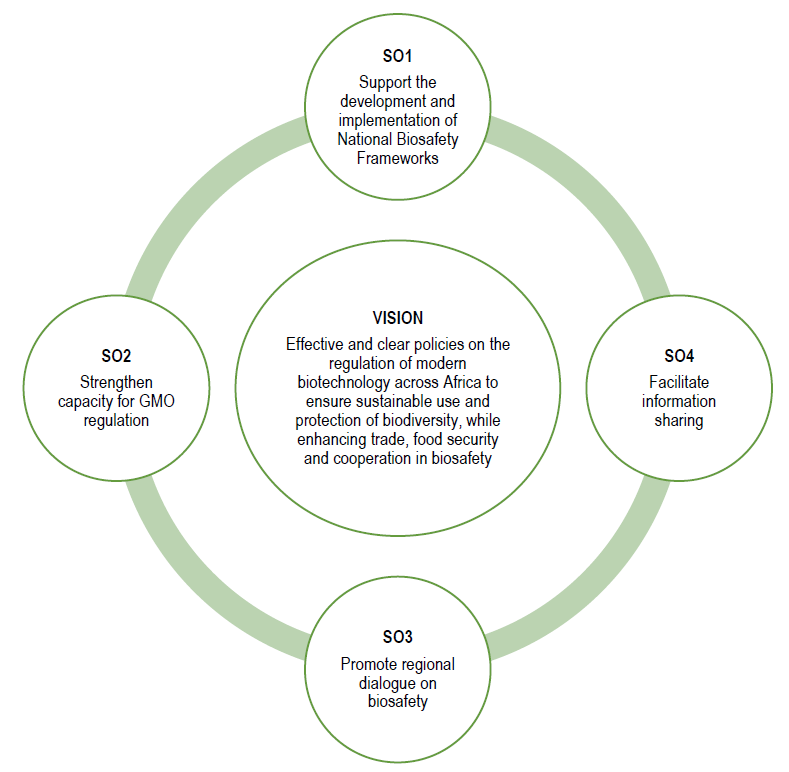 SO1
Support the
development and
implementation of
National Biosafety
Frameworks
VISION
Effective and clear policies on the
regulation of modern
biotechnology across Africa to
ensure sustainable use and
protection of biodiversity, while
enhancing trade, food security
and cooperation in biosafety
SO2
Strengthen
capacity for GMO
regulation
SO4
Facilitate
information
sharing
SO3
Promote regional
dialogue on
biosafety